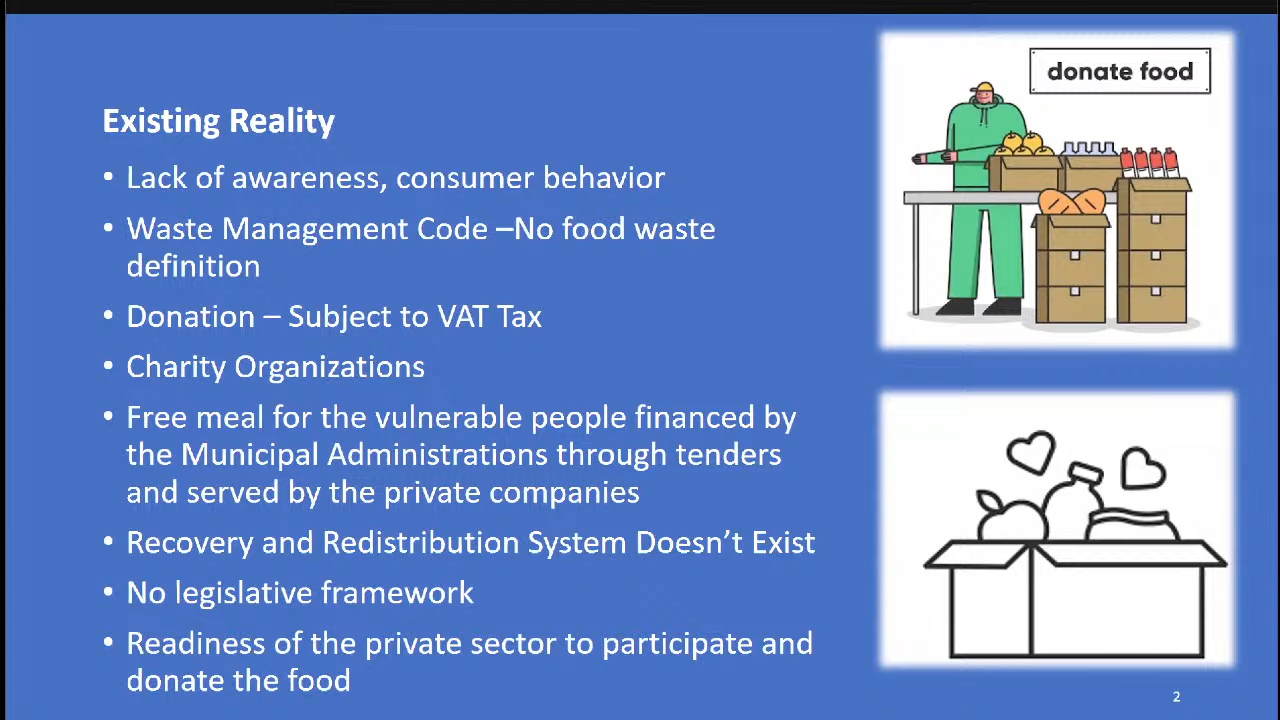 Existing Reality
• Lack of awareness, consumer behavior
• Waste Management Code –No food waste
definition
• Donation – Subject to VAT Tax
• Charity Organizations
• Free meal for the vulnerable people financed by
the Municipal Administrations through tenders
and served by the private companies
• Recovery and Redistribution System Doesn’t Exist
• No legislative framework
• Readiness of the private sector to participate and
donate the food
donate food
2